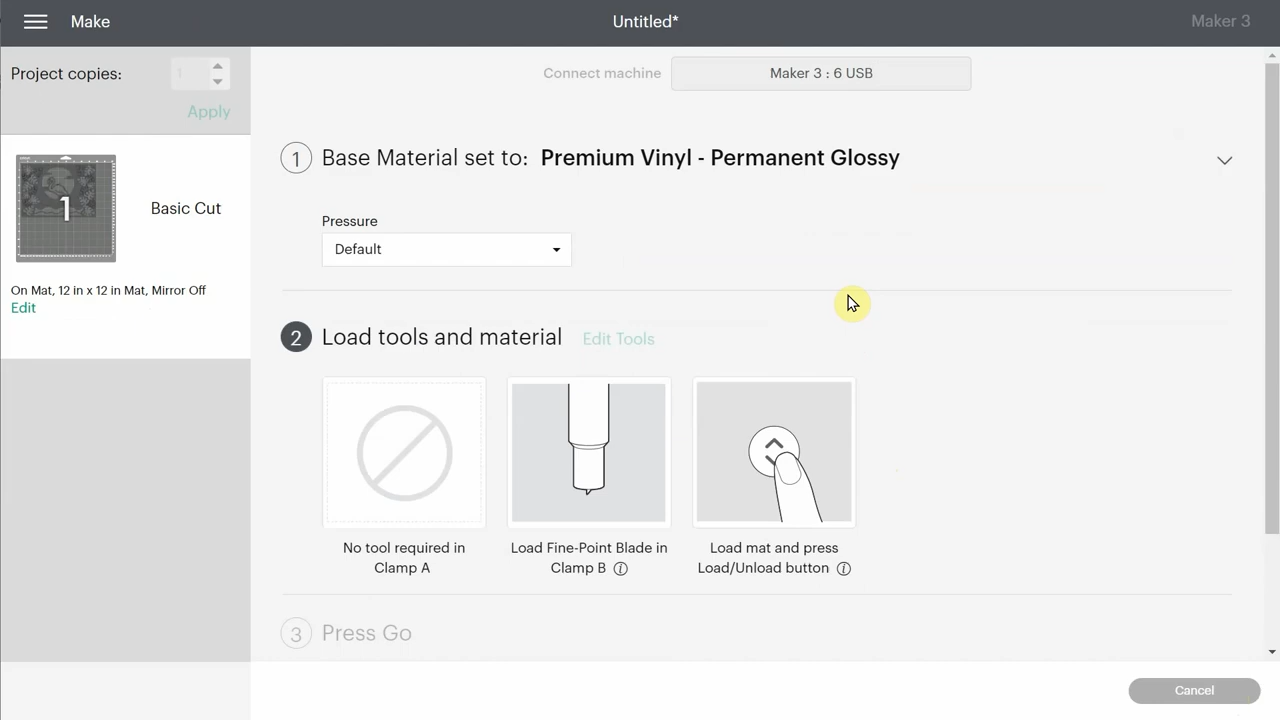 Make
Untitled*
Maker 3
Project copies:
1
Apply
Connect machine
Maker 3 : 6 USB
1
Basic Cut
On Mat, 12 in x 12 in Mat, Mirror Off
Edit
1 Base Material set to: Premium Vinyl - Permanent Glossy
Pressure
Default
2 Load tools and material
Edit Tools
No tool required in
Clamp A
Load Fine-Point Blade in
Clamp B
Load mat and press
Load/Unload button
3 Press Go
Cancel